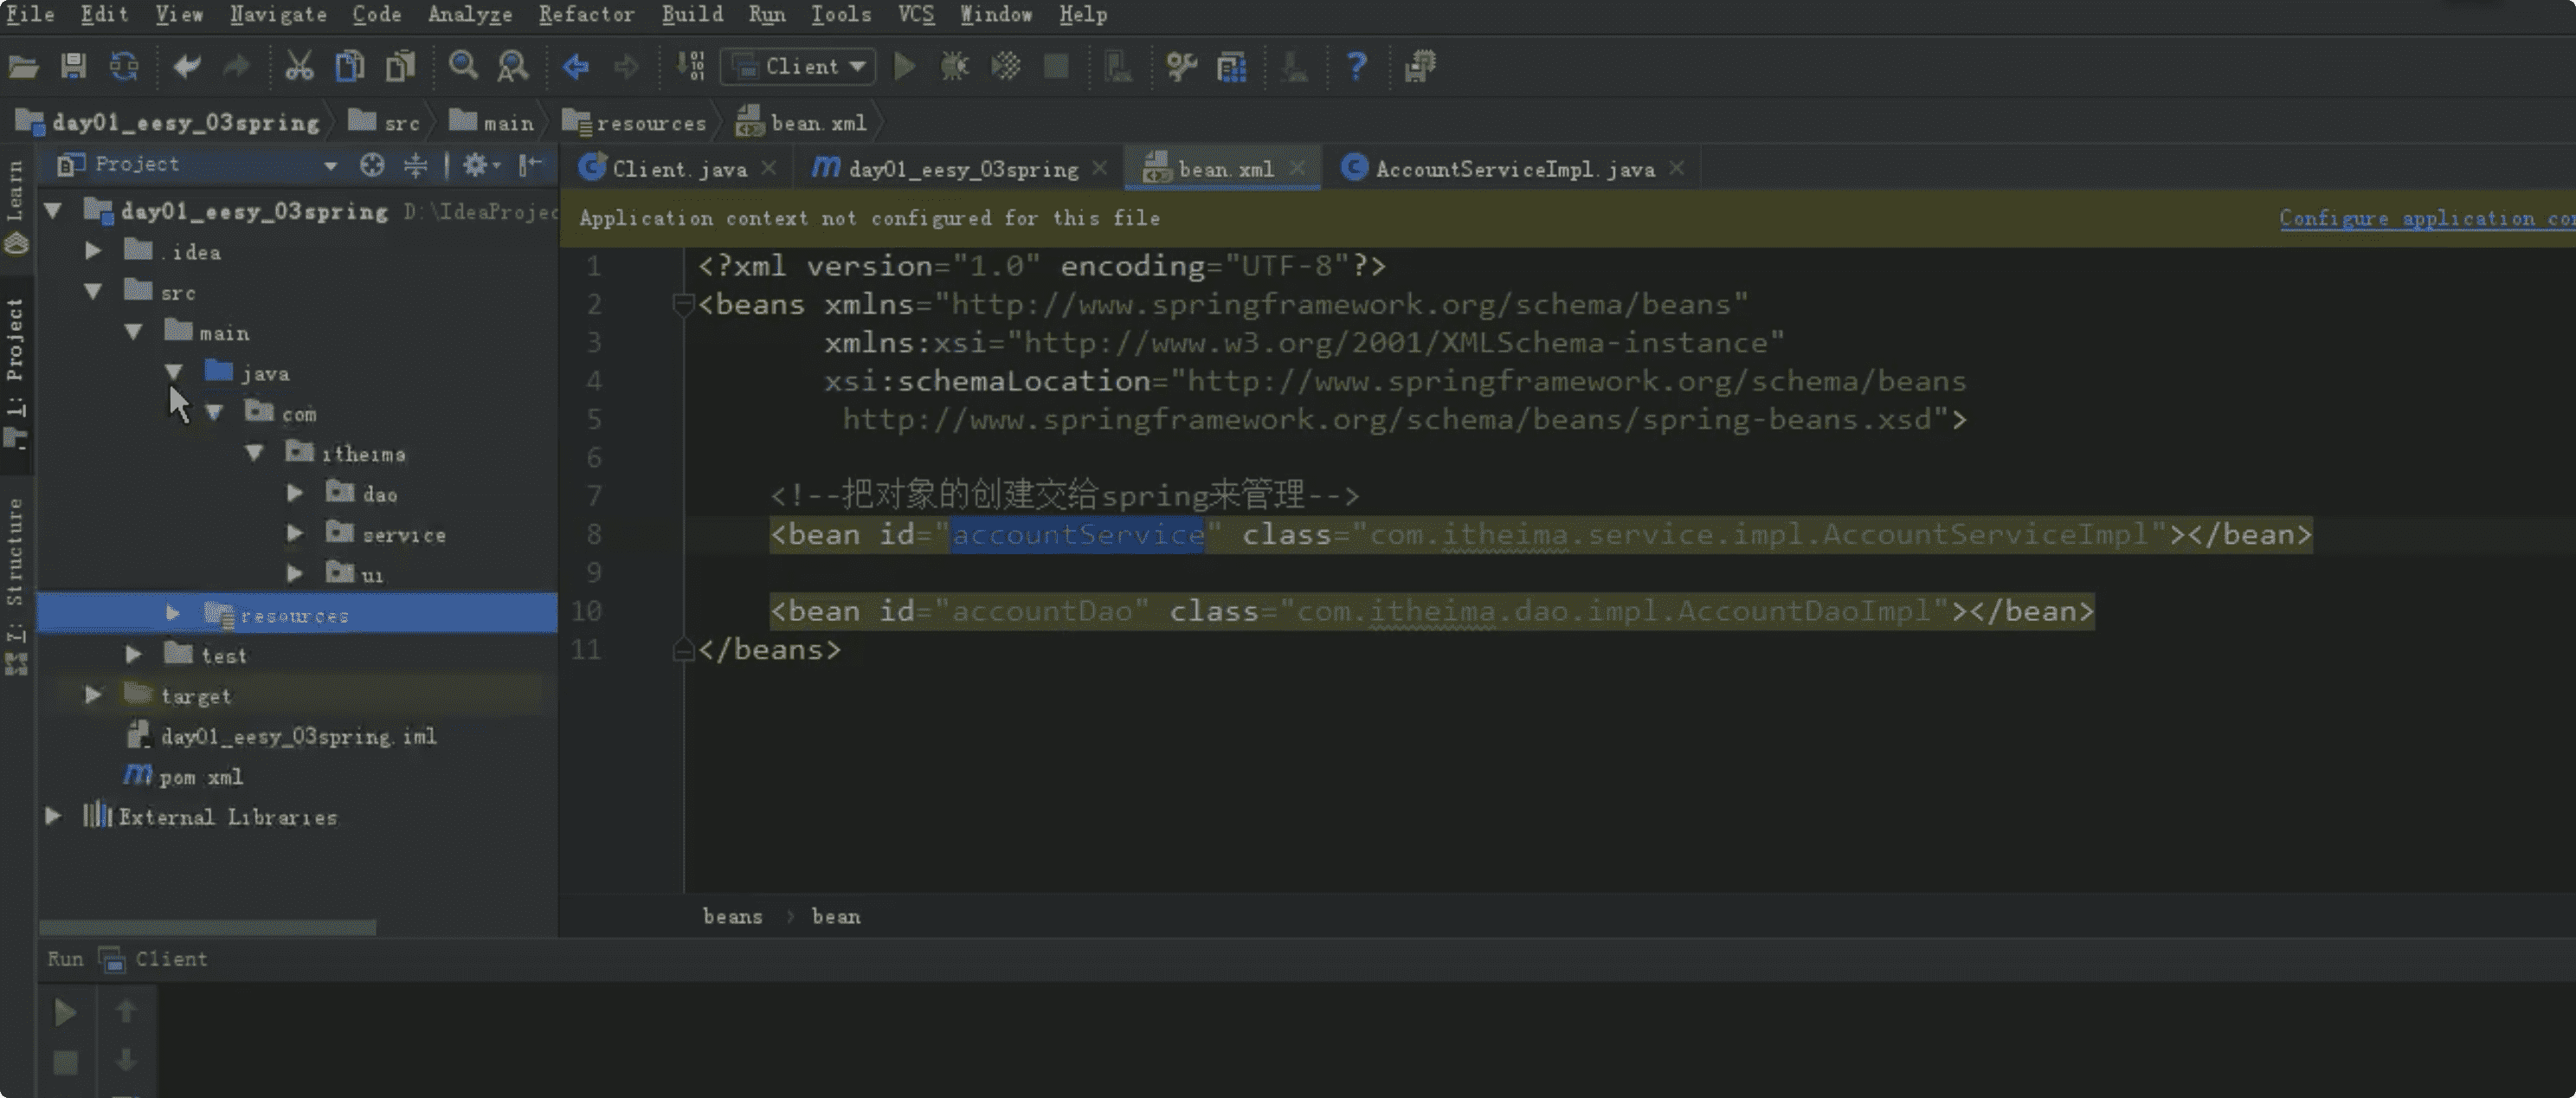 File Edit View Navigate Code Analyze Refactor Build Run Tools VCS Window Help
Client
day01_eesy_03spring src main resources bean.xml
Project
Client.java day01_eesy_03spring bean.xml AccountServiceImpl.java
Learn
1: Project
7: Structure
day01_eesy_03spring D:\IdeaProjec
.idea
src
main
java
com
itheima
dao
service
ui
resources
test
target
day01_eesy_03spring.iml
pom.xml
External Libraries
Application context not configured for this file
Configure application con
1 <?xml version="1.0" encoding="UTF-8"?>
2 <beans xmlns="http://www.springframework.org/schema/beans"
3 xmlns:xsi="http://www.w3.org/2001/XMLSchema-instance"
4 xsi:schemaLocation="http://www.springframework.org/schema/beans
5 http://www.springframework.org/schema/beans/spring-beans.xsd">
6
7 <!--把对象的创建交给spring来管理-->
8 <bean id="accountService" class="com.itheima.service.impl.AccountServiceImpl"></bean>
9
10 <bean id="accountDao" class="com.itheima.dao.impl.AccountDaoImpl"></bean>
11 </beans>
beans bean
Run Client